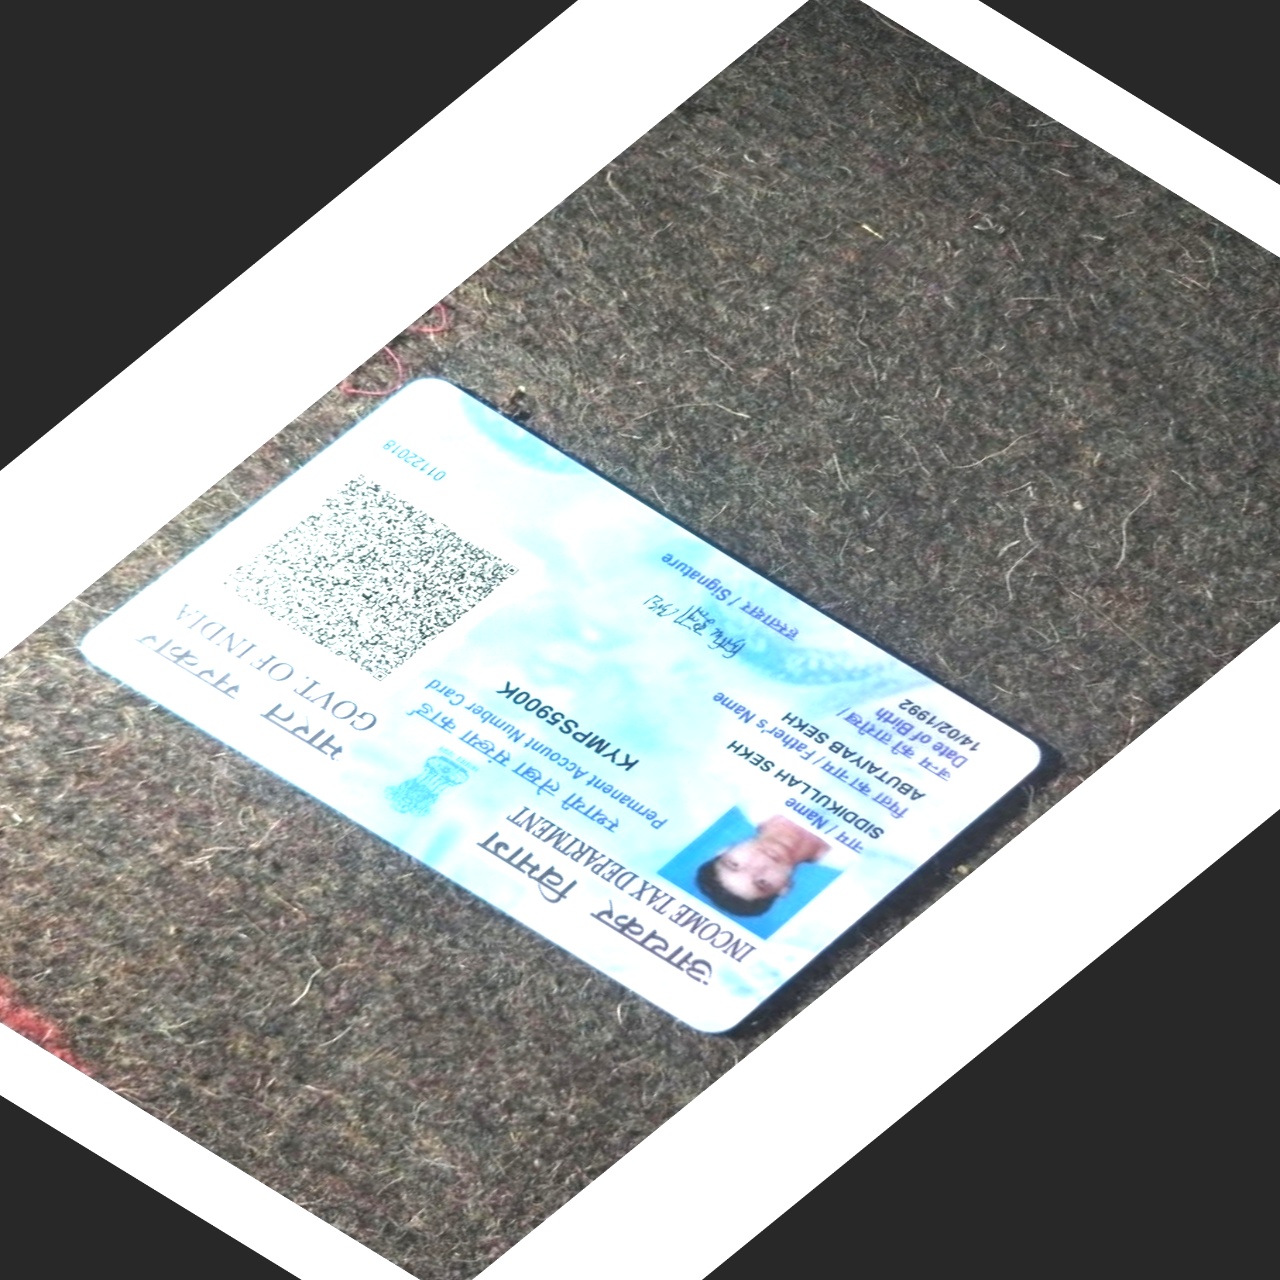 आयकर विभाग
INCOME TAX DEPARTMENT
भारत सरकार
GOVT. OF INDIA
स्थायी लेखा संख्या कार्ड
Permanent Account Number Card
KYMPS5900K
नाम / Name
SIDDIKULLAH SEKH
पिता का नाम / Father's Name
ABUTAIYAB SEKH
जन्म की तारीख /
Date of Birth
14/02/1992
हस्ताक्षर / Signature
01122018